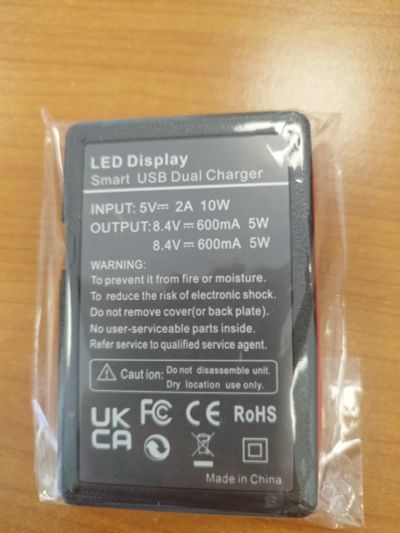 LED Display
Smart USB Dual Charger
INPUT: 5V⎓ 2A 10W
OUTPUT: 8.4V⎓600mA 5W
8.4V⎓600mA 5W
WARNING:
To prevent it from fire or moisture.
To reduce the risk of electronic shock.
Do not remove cover(or back plate).
No user-serviceable parts inside.
Refer service to qualified service agent.
Caution: Do not disassemble unit.
Dry location use only.
UK CA FC CE RoHS
Made in China